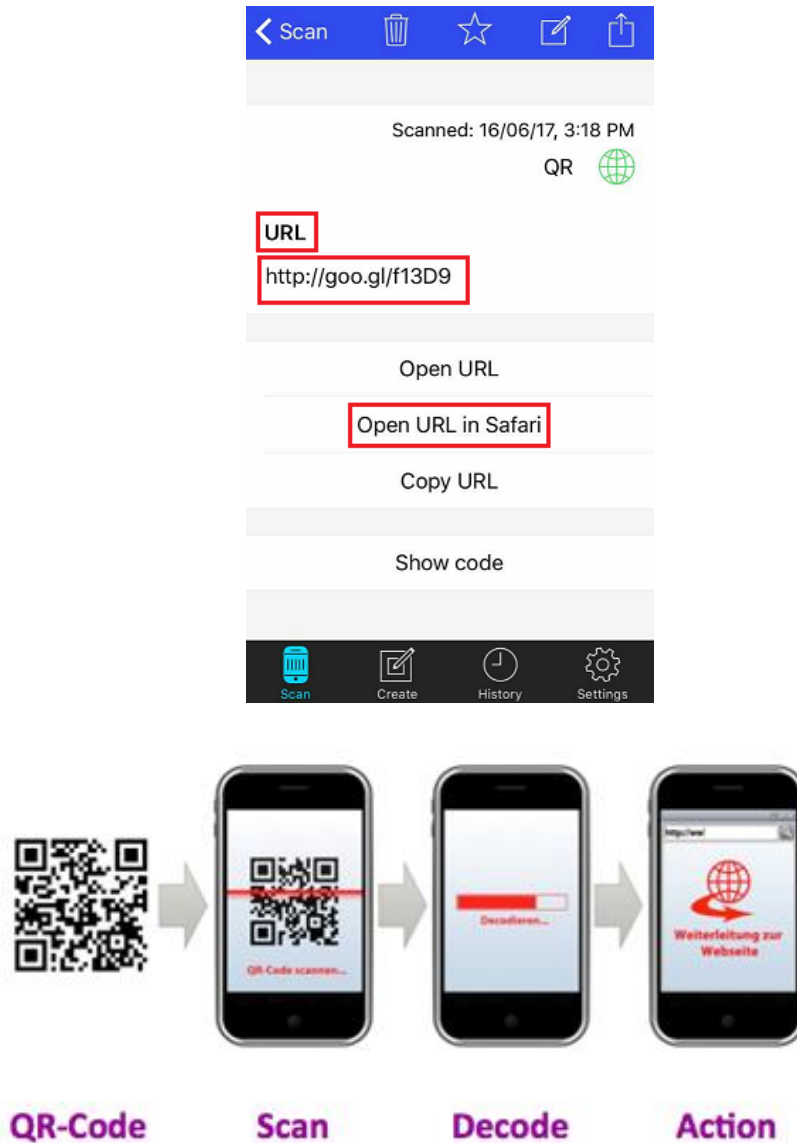 Scan
Scanned: 16/06/17, 3:18 PM
QR
URL
http://goo.gl/f13D9
Open URL
Open URL in Safari
Copy URL
Show code
Scan Create History Settings
http://ww/
QR-Code scannen...
Decodieren...
Weiterleitung zur
Webseite
QR-Code Scan Decode Action